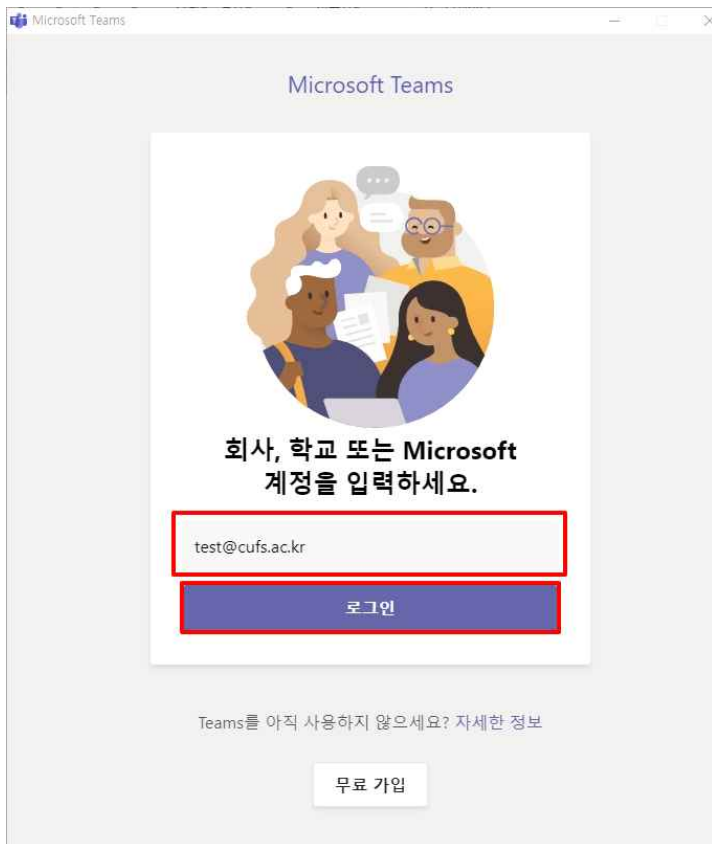 Microsoft Teams
Microsoft Teams
회사, 학교 또는 Microsoft
계정을 입력하세요.
test@cufs.ac.kr
로그인
Teams를 아직 사용하지 않으세요? 자세한 정보
무료 가입